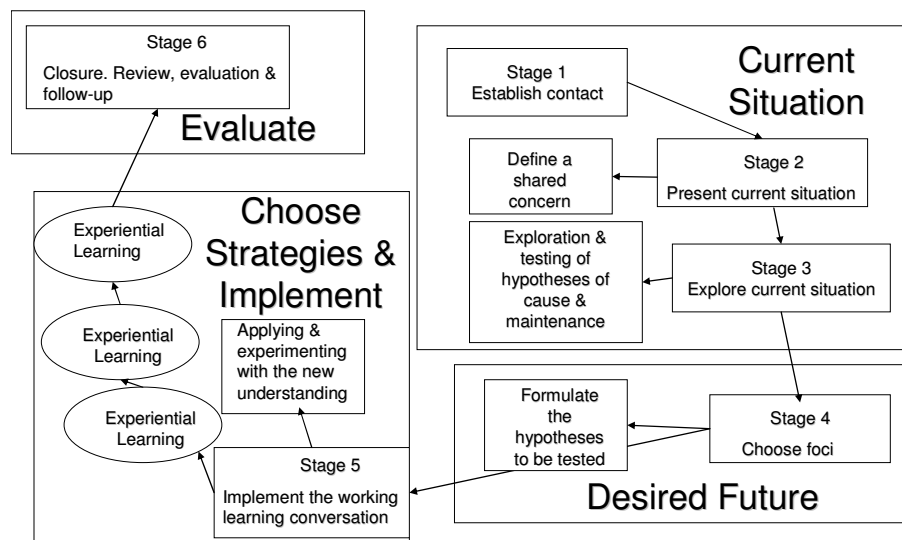 Stage 6
Closure. Review, evaluation &
follow-up
Evaluate
Current
Situation
Stage 1
Establish contact
Stage 2
Present current situation
Define a
shared
concern
Stage 3
Explore current situation
Exploration &
testing of
hypotheses of
cause &
maintenance
Stage 4
Choose foci
Formulate
the
hypotheses
to be tested
Desired Future
Choose
Strategies &
Implement
Stage 5
Implement the working
learning conversation
Applying &
experimenting
with the new
understanding
Experiential
Learning
Experiential
Learning
Experiential
Learning